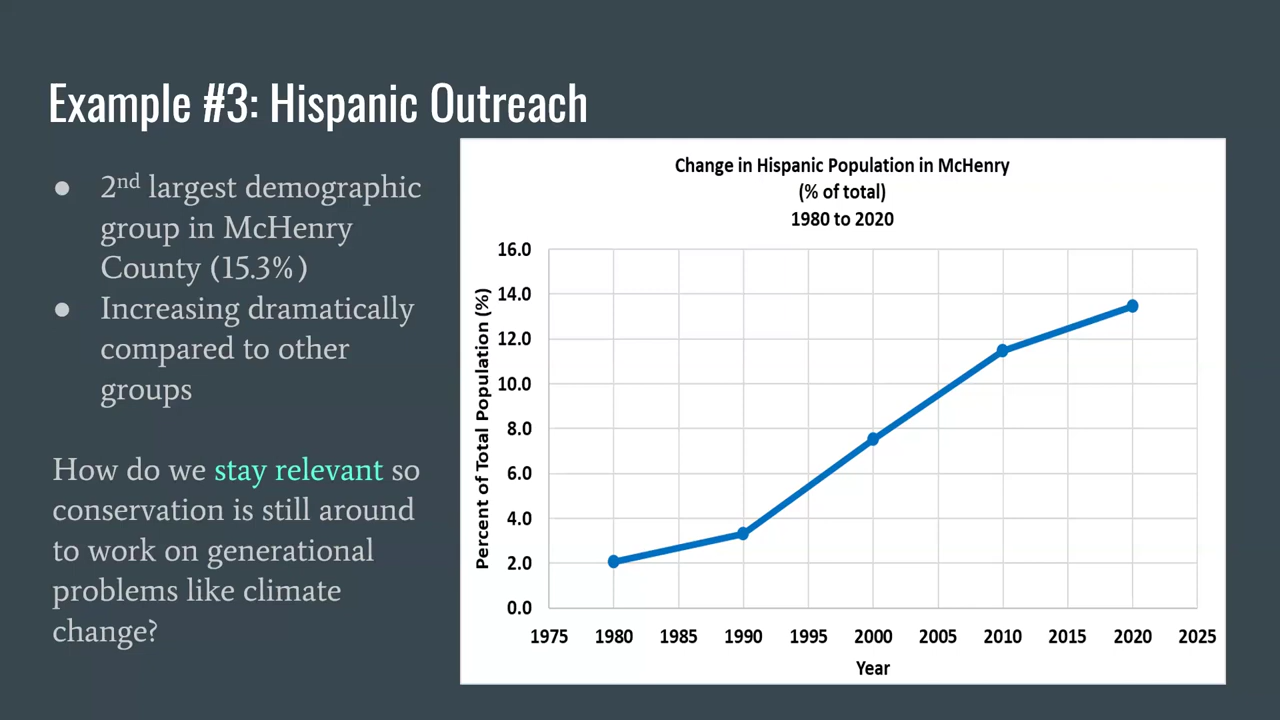 Example #3: Hispanic Outreach
● 2nd largest demographic
group in McHenry
County (15.3%)
● Increasing dramatically
compared to other
groups
How do we stay relevant so
conservation is still around
to work on generational
problems like climate
change?
Change in Hispanic Population in McHenry
(% of total)
1980 to 2020
Percent of Total Population (%)
16.0
14.0
12.0
10.0
8.0
6.0
4.0
2.0
0.0
1975 1980 1985 1990 1995 2000 2005 2010 2015 2020 2025
Year